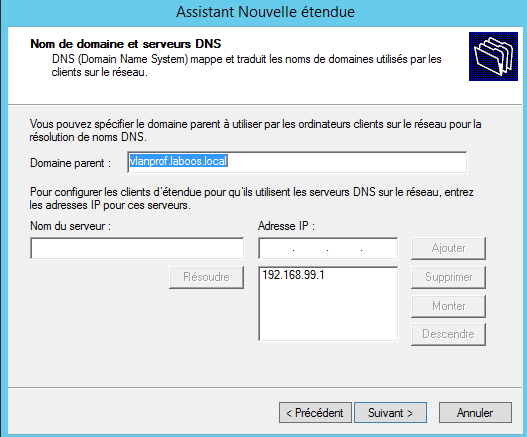 Assistant Nouvelle étendue
Nom de domaine et serveurs DNS
DNS (Domain Name System) mappe et traduit les noms de domaines utilisés par les
clients sur le réseau.
Vous pouvez spécifier le domaine parent à utiliser par les ordinateurs clients sur le réseau pour la
résolution de noms DNS.
Domaine parent : vlanprof.laboos.local
Pour configurer les clients d'étendue pour qu'ils utilisent les serveurs DNS sur le réseau, entrez
les adresses IP pour ces serveurs.
Nom du serveur : Adresse IP :
. . . Ajouter
Résoudre 192.168.99.1 Supprimer
Monter
Descendre
< Précédent Suivant > Annuler